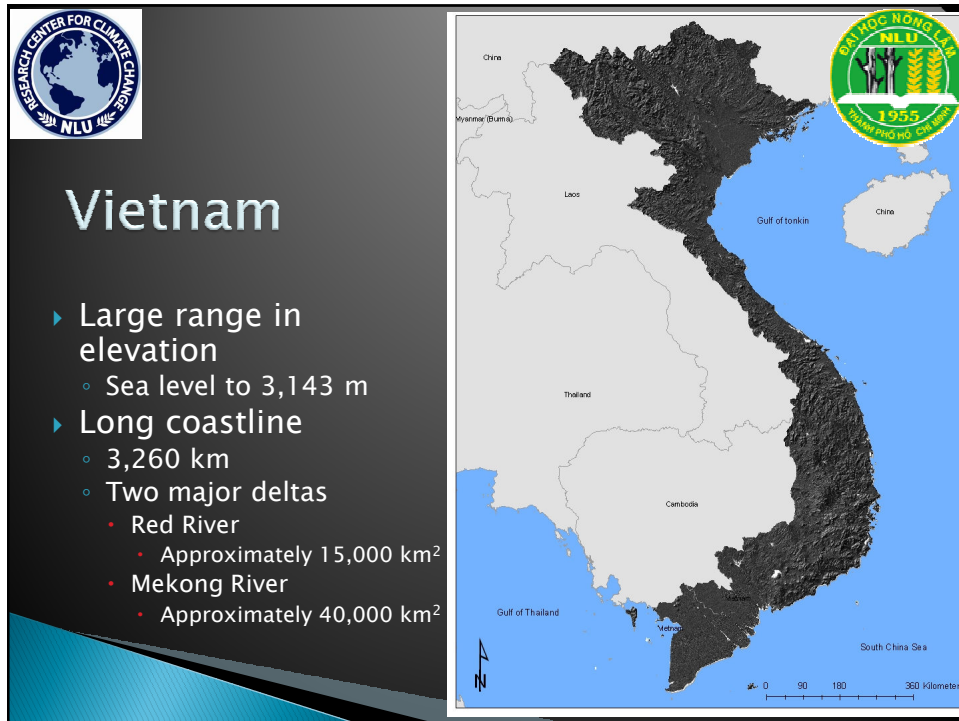 RESEARCH CENTER FOR CLIMATE CHANGE
NLU
Vietnam
Large range in
elevation
Sea level to 3,143 m
Long coastline
3,260 km
Two major deltas
Red River
Approximately 15,000 km²
Mekong River
Approximately 40,000 km²
ĐẠI HỌC NÔNG LÂM
NLU
1955
THÀNH PHỐ HỒ CHÍ MINH
China
Myanmar (Burma)
Laos
Gulf of tonkin
China
Thailand
Cambodia
Vietnam
Vietnam
Gulf of Thailand
South China Sea
N
0 90 180 360 Kilometer